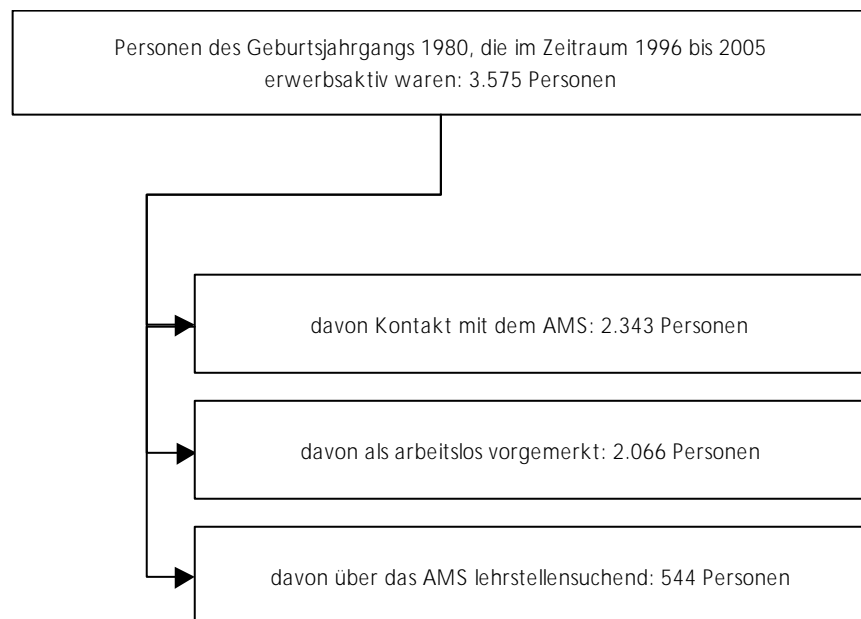 Personen des Geburtsjahrgangs 1980, die im Zeitraum 1996 bis 2005
erwerbsaktiv waren: 3.575 Personen
davon Kontakt mit dem AMS: 2.343 Personen
davon als arbeitslos vorgemerkt: 2.066 Personen
davon über das AMS lehrstellensuchend: 544 Personen